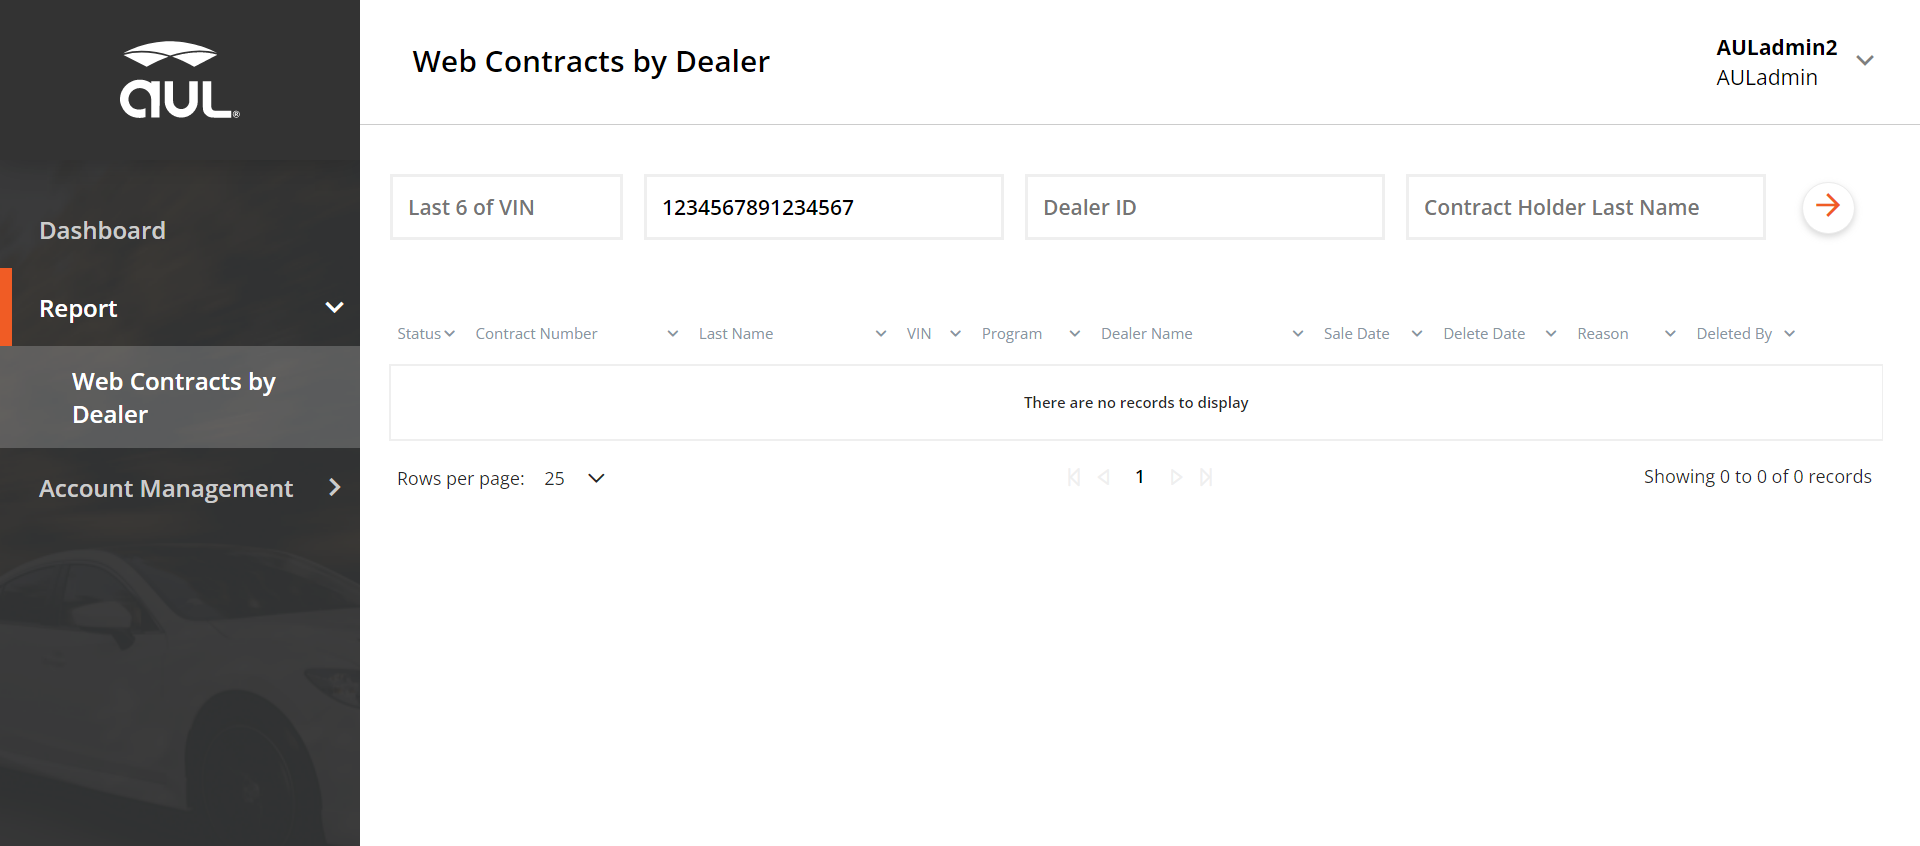 aUL®
Web Contracts by Dealer
AULadmin2
AULadmin
Last 6 of VIN
1234567891234567
Dealer ID
Contract Holder Last Name
Dashboard
Report
Web Contracts by
Dealer
Account Management
Status Contract Number Last Name VIN Program Dealer Name Sale Date Delete Date Reason Deleted By
There are no records to display
Rows per page: 25
1
Showing 0 to 0 of 0 records